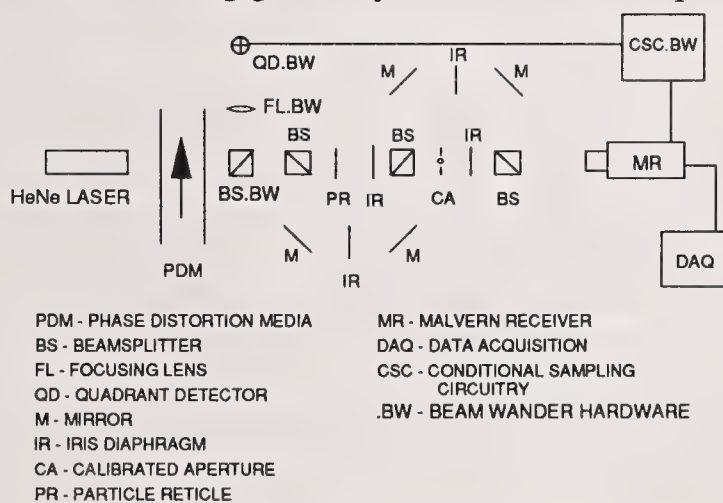 CSC.BW
QD.BW
IR
M
M
FL.BW
BS
BS
IR
HeNe LASER
BS.BW
PR
IR
CA
BS
MR
M
M
IR
PDM
DAQ
PDM - PHASE DISTORTION MEDIA
BS - BEAMSPLITTER
FL - FOCUSING LENS
QD - QUADRANT DETECTOR
M - MIRROR
IR - IRIS DIAPHRAGM
CA - CALIBRATED APERTURE
PR - PARTICLE RETICLE
MR - MALVERN RECEIVER
DAQ - DATA ACQUISITION
CSC - CONDITIONAL SAMPLING
CIRCUITRY
.BW - BEAM WANDER HARDWARE